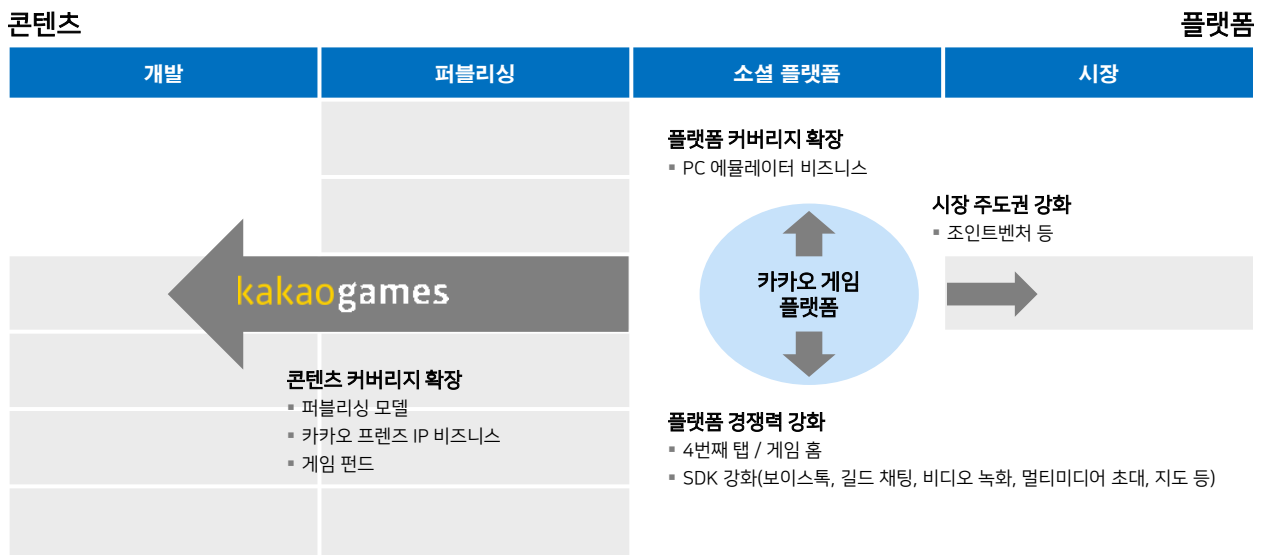 콘텐츠
플랫폼
개발
퍼블리싱
소셜 플랫폼
시장
플랫폼 커버리지 확장
▪ PC 에뮬레이터 비즈니스
시장 주도권 강화
▪ 조인트벤처 등
kakaogames
카카오 게임
플랫폼
콘텐츠 커버리지 확장
▪ 퍼블리싱 모델
▪ 카카오 프렌즈 IP 비즈니스
▪ 게임 펀드
플랫폼 경쟁력 강화
▪ 4번째 탭 / 게임 홈
▪ SDK 강화(보이스톡, 길드 채팅, 비디오 녹화, 멀티미디어 초대, 지도 등)